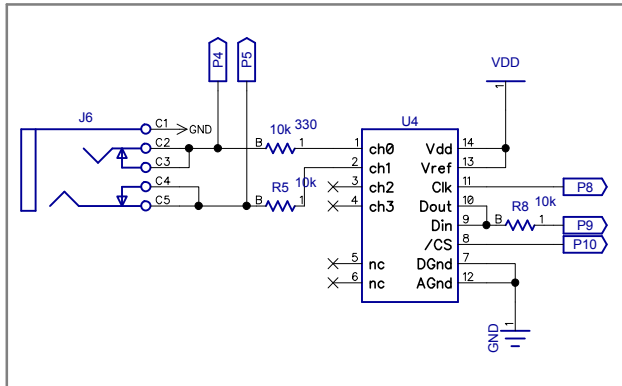 P4 P5
VDD
1
J6
C1 GND
C2
C3
C4
C5
10k 330
B 1
R5 10k
B 1
U4
1 ch0 Vdd 14
2 ch1 Vref 13
3 ch2 Clk 11 P8
4 ch3 Dout 10
R8 10k
Din 9 B 1 P9
/CS 8 P10
5 nc DGnd 7
6 nc AGnd 12
GND 1